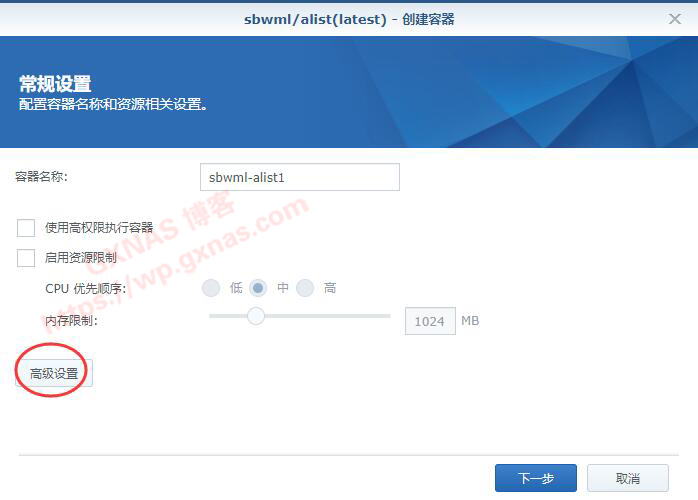 sbwml/alist(latest) - 创建容器
常规设置
配置容器名称和资源相关设置。
容器名称:
sbwml-alist1
使用高权限执行容器
启用资源限制
CPU 优先顺序:
低 中 高
内存限制:
1024 MB
高级设置
GXNAS 博客
https://wp.gxnas.com
下一步
取消